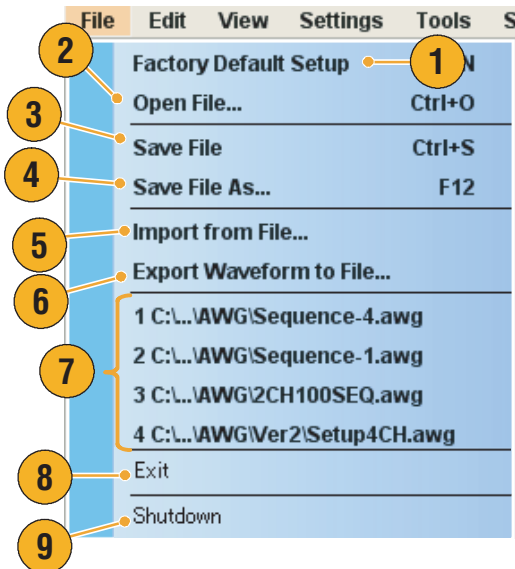 File Edit View Settings Tools S
Factory Default Setup 1 N
2
Open File... Ctrl+O
3 Save File Ctrl+S
4 Save File As... F12
5 Import from File...
6 Export Waveform to File...
7
1 C:\...\AWG\Sequence-4.awg
2 C:\...\AWG\Sequence-1.awg
3 C:\...\AWG\2CH100SEQ.awg
4 C:\...\AWG\Ver2\Setup4CH.awg
8 Exit
9 Shutdown